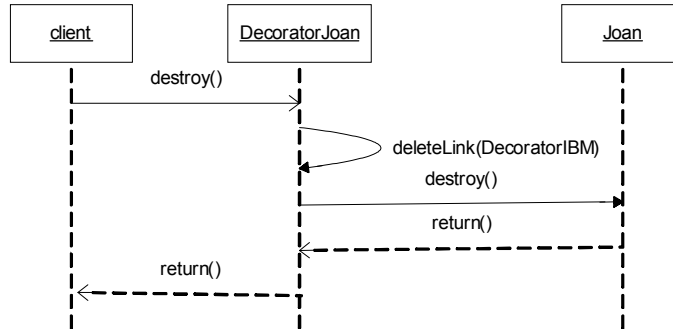 client
DecoratorJoan
Joan
destroy()
deleteLink(DecoratorIBM)
destroy()
return()
return()